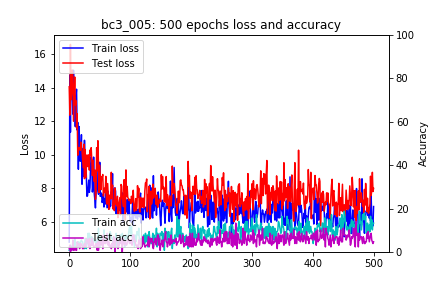 bc3_005: 500 epochs loss and accuracy
Train loss
Test loss
Train acc
Test acc
Loss
Accuracy
16
14
12
10
8
6
100
80
60
40
20
0
0
100
200
300
400
500